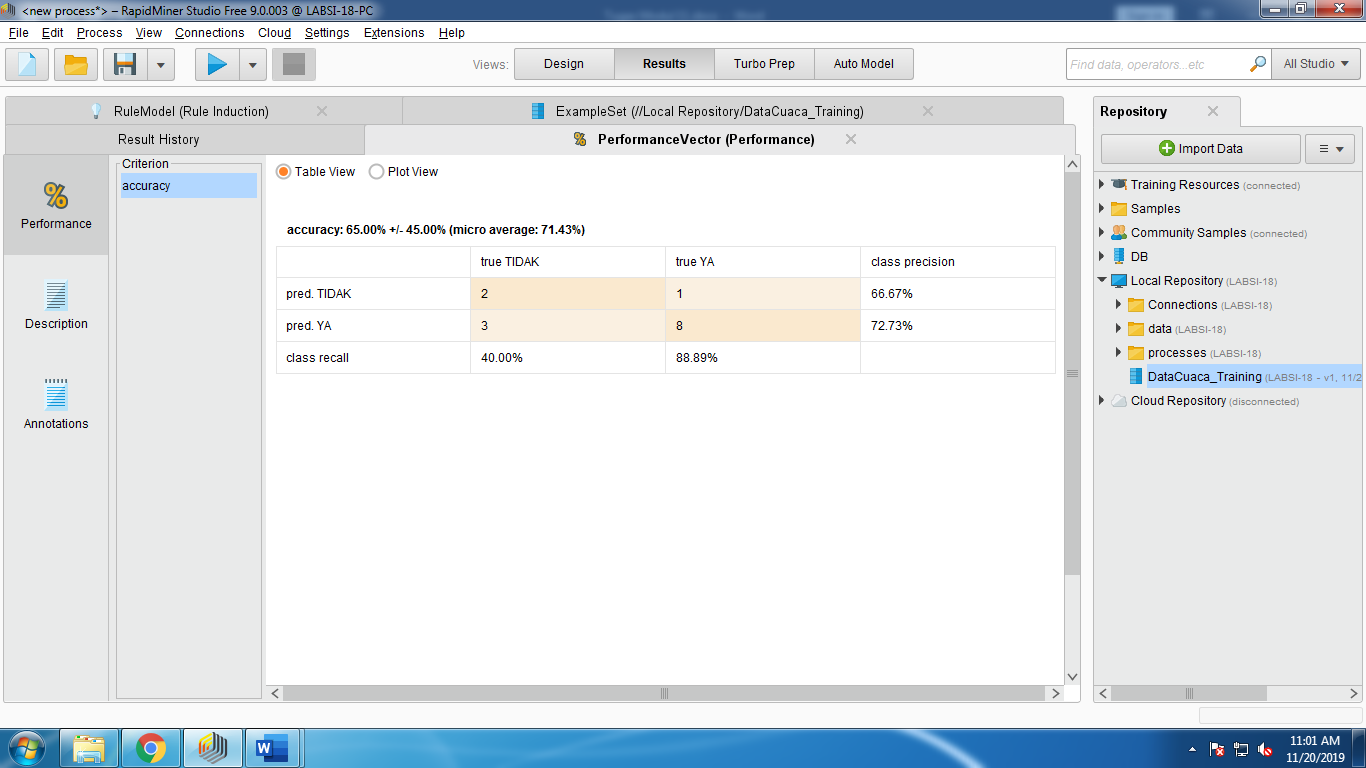 <new process*> – RapidMiner Studio Free 9.0.003 @ LABSI-18-PC
File Edit Process View Connections Cloud Settings Extensions Help
Views: Design Results Turbo Prep Auto Model Find data, operators...etc All Studio
RuleModel (Rule Induction) ExampleSet (//Local Repository/DataCuaca_Training)
Result History PerformanceVector (Performance)
Performance
Description
Annotations
Criterion
accuracy
Table View Plot View
accuracy: 65.00% +/- 45.00% (micro average: 71.43%)
true TIDAK true YA class precision
pred. TIDAK 2 1 66.67%
pred. YA 3 8 72.73%
class recall 40.00% 88.89%
Repository
Import Data
Training Resources (connected)
Samples
Community Samples (connected)
DB
Local Repository (LABSI-18)
Connections (LABSI-18)
data (LABSI-18)
processes (LABSI-18)
DataCuaca_Training (LABSI-18 - v1, 11/2
Cloud Repository (disconnected)
11:01 AM
11/20/2019